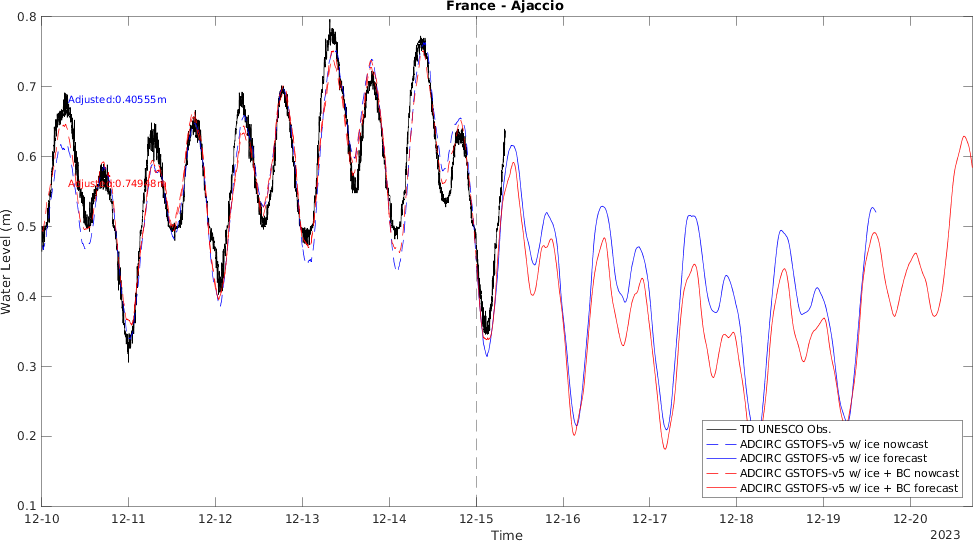 France - Ajaccio
0.8
0.7
0.6
0.5
0.4
0.3
0.2
0.1
Water Level (m)
Adjusted:0.40555m
TD UNESCO Obs.
ADCIRC GSTOFS-v5 w/ ice nowcast
ADCIRC GSTOFS-v5 w/ ice forecast
ADCIRC GSTOFS-v5 w/ ice + BC nowcast
ADCIRC GSTOFS-v5 w/ ice + BC forecast
12-10 12-11 12-12 12-13 12-14 12-15 12-16 12-17 12-18 12-19 12-20
Time
2023